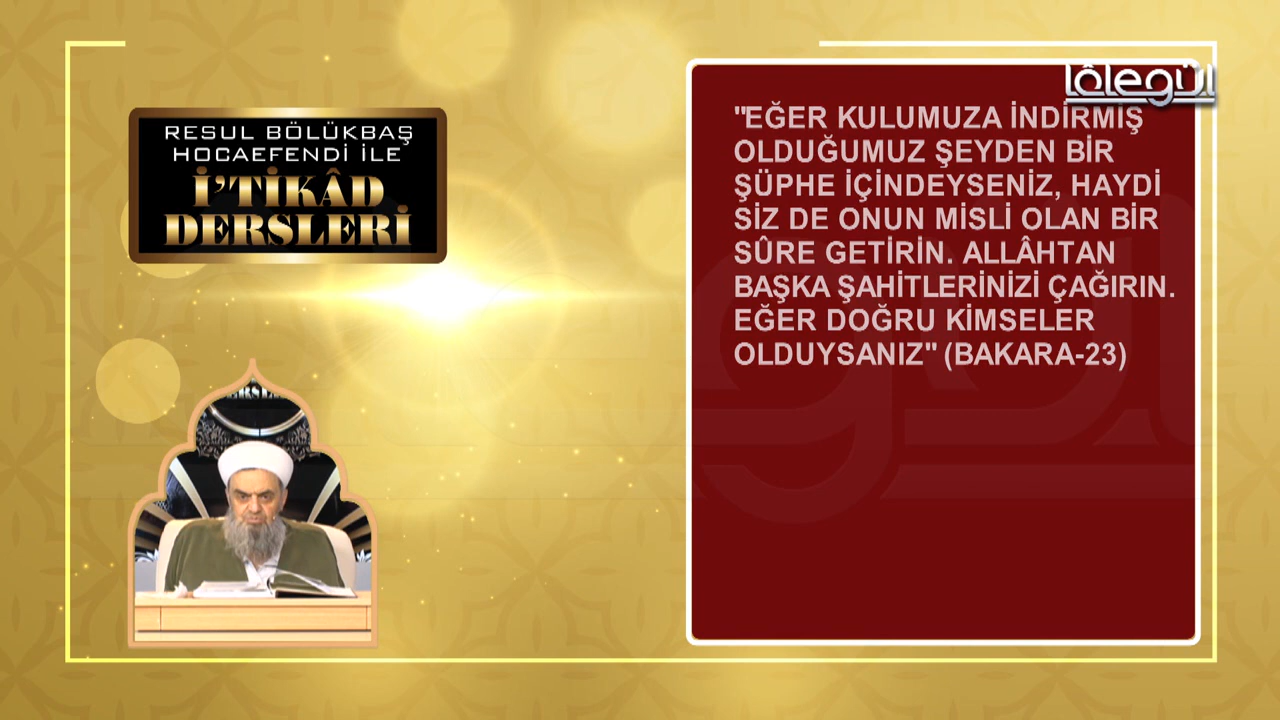 lâlegül
RESUL BÖLÜKBAŞ
HOCAEFENDİ İLE
İ'TİKÂD
DERSLERİ
"EĞER KULUMUZA İNDİRMİŞ
OLDUĞUMUZ ŞEYDEN BİR
ŞÜPHE İÇİNDEYSENİZ, HAYDİ
SİZ DE ONUN MİSLİ OLAN BİR
SÛRE GETİRİN. ALLÂHTAN
BAŞKA ŞAHİTLERİNİZİ ÇAĞIRIN.
EĞER DOĞRU KİMSELER
OLDUYSANIZ" (BAKARA-23)